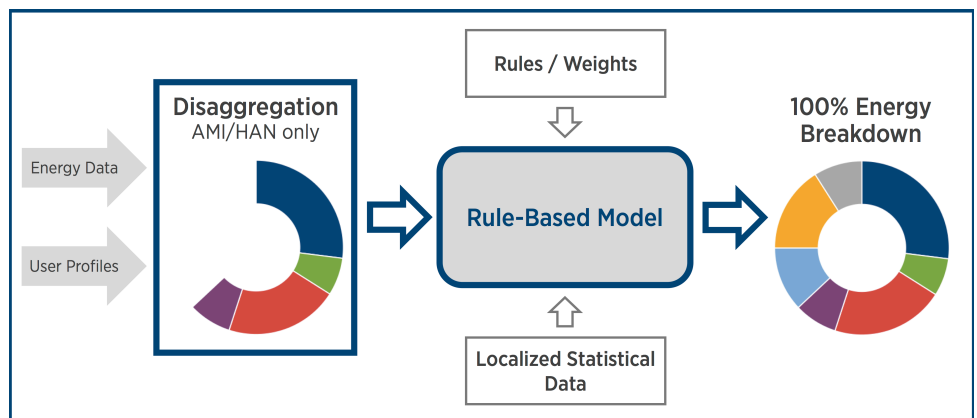 Energy Data
User Profiles
Disaggregation
AMI/HAN only
Rules / Weights
Rule-Based Model
Localized Statistical
Data
100% Energy
Breakdown